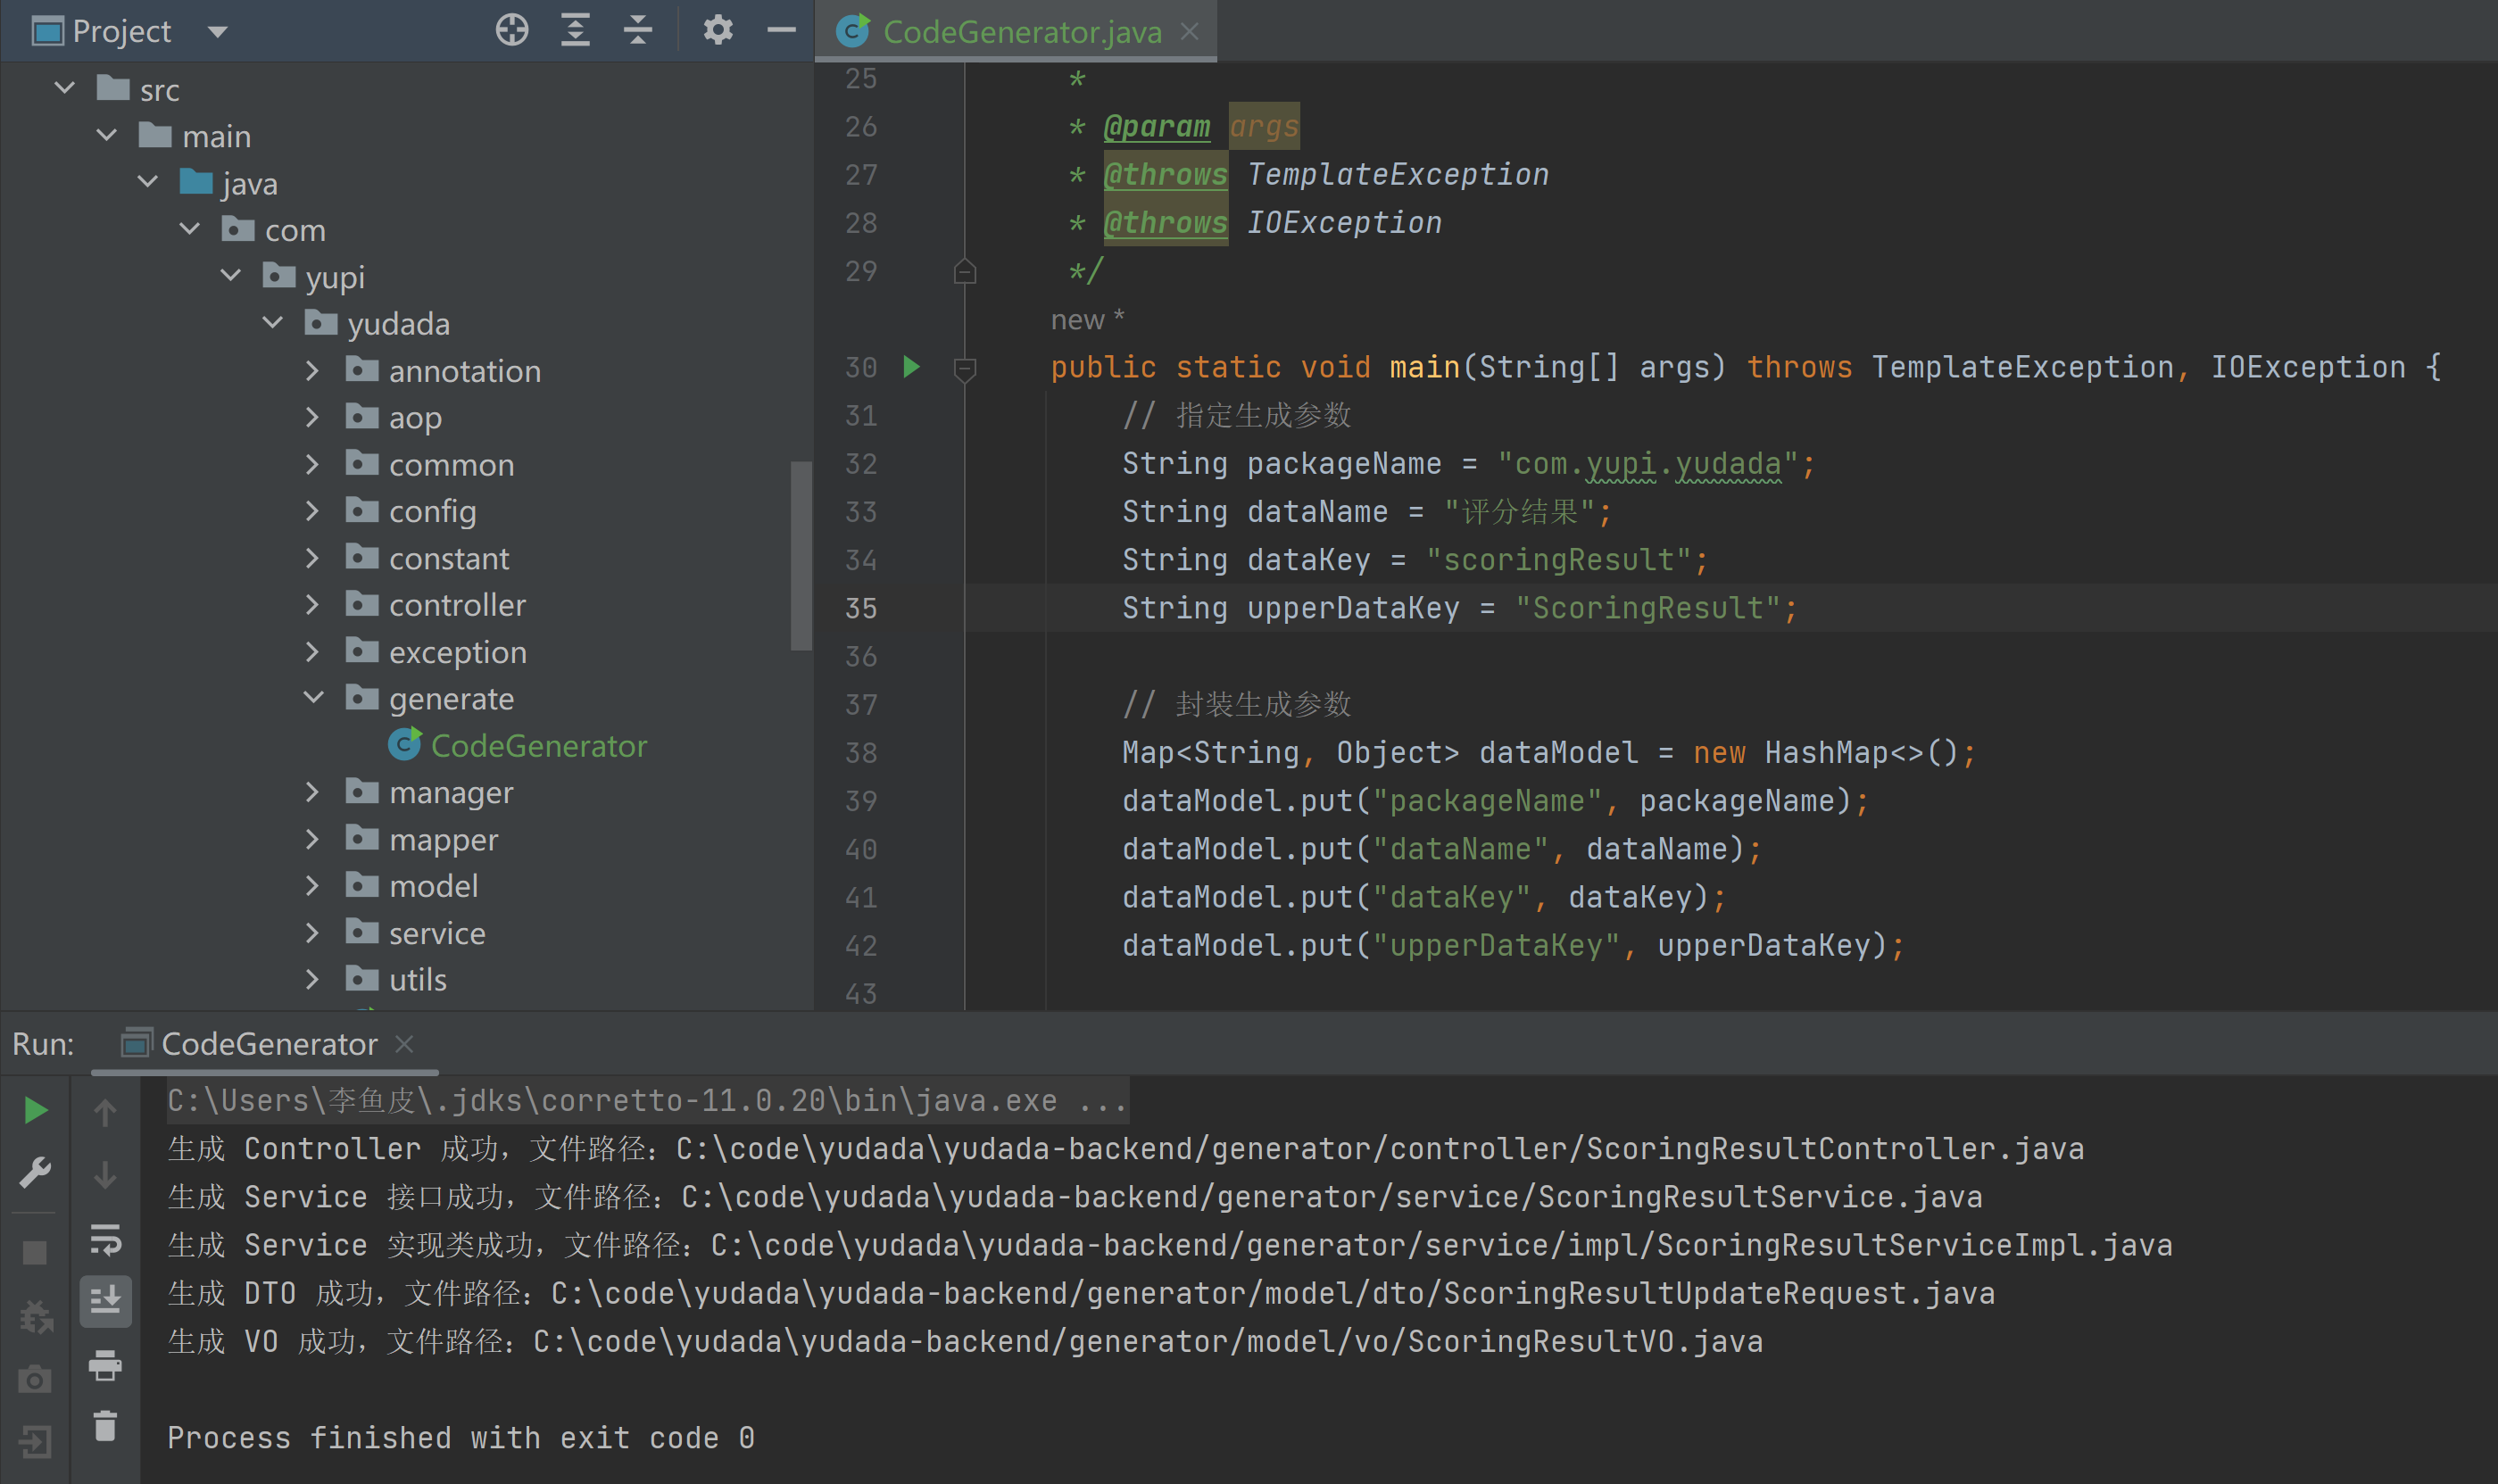 Project
src
main
java
com
yupi
yudada
annotation
aop
common
config
constant
controller
exception
generate
CodeGenerator
manager
mapper
model
service
utils
CodeGenerator.java
25 *
26 * @param args
27 * @throws TemplateException
28 * @throws IOException
29 */
new *
30 public static void main(String[] args) throws TemplateException, IOException {
31 // 指定生成参数
32 String packageName = "com.yupi.yudada";
33 String dataName = "评分结果";
34 String dataKey = "scoringResult";
35 String upperDataKey = "ScoringResult";
36
37 // 封装生成参数
38 Map<String, Object> dataModel = new HashMap<>();
39 dataModel.put("packageName", packageName);
40 dataModel.put("dataName", dataName);
41 dataModel.put("dataKey", dataKey);
42 dataModel.put("upperDataKey", upperDataKey);
43
Run: CodeGenerator
C:\Users\李鱼皮\.jdks\corretto-11.0.20\bin\java.exe ...
生成 Controller 成功，文件路径：C:\code\yudada\yudada-backend/generator/controller/ScoringResultController.java
生成 Service 接口成功，文件路径：C:\code\yudada\yudada-backend/generator/service/ScoringResultService.java
生成 Service 实现类成功，文件路径：C:\code\yudada\yudada-backend/generator/service/impl/ScoringResultServiceImpl.java
生成 DTO 成功，文件路径：C:\code\yudada\yudada-backend/generator/model/dto/ScoringResultUpdateRequest.java
生成 VO 成功，文件路径：C:\code\yudada\yudada-backend/generator/model/vo/ScoringResultVO.java
Process finished with exit code 0